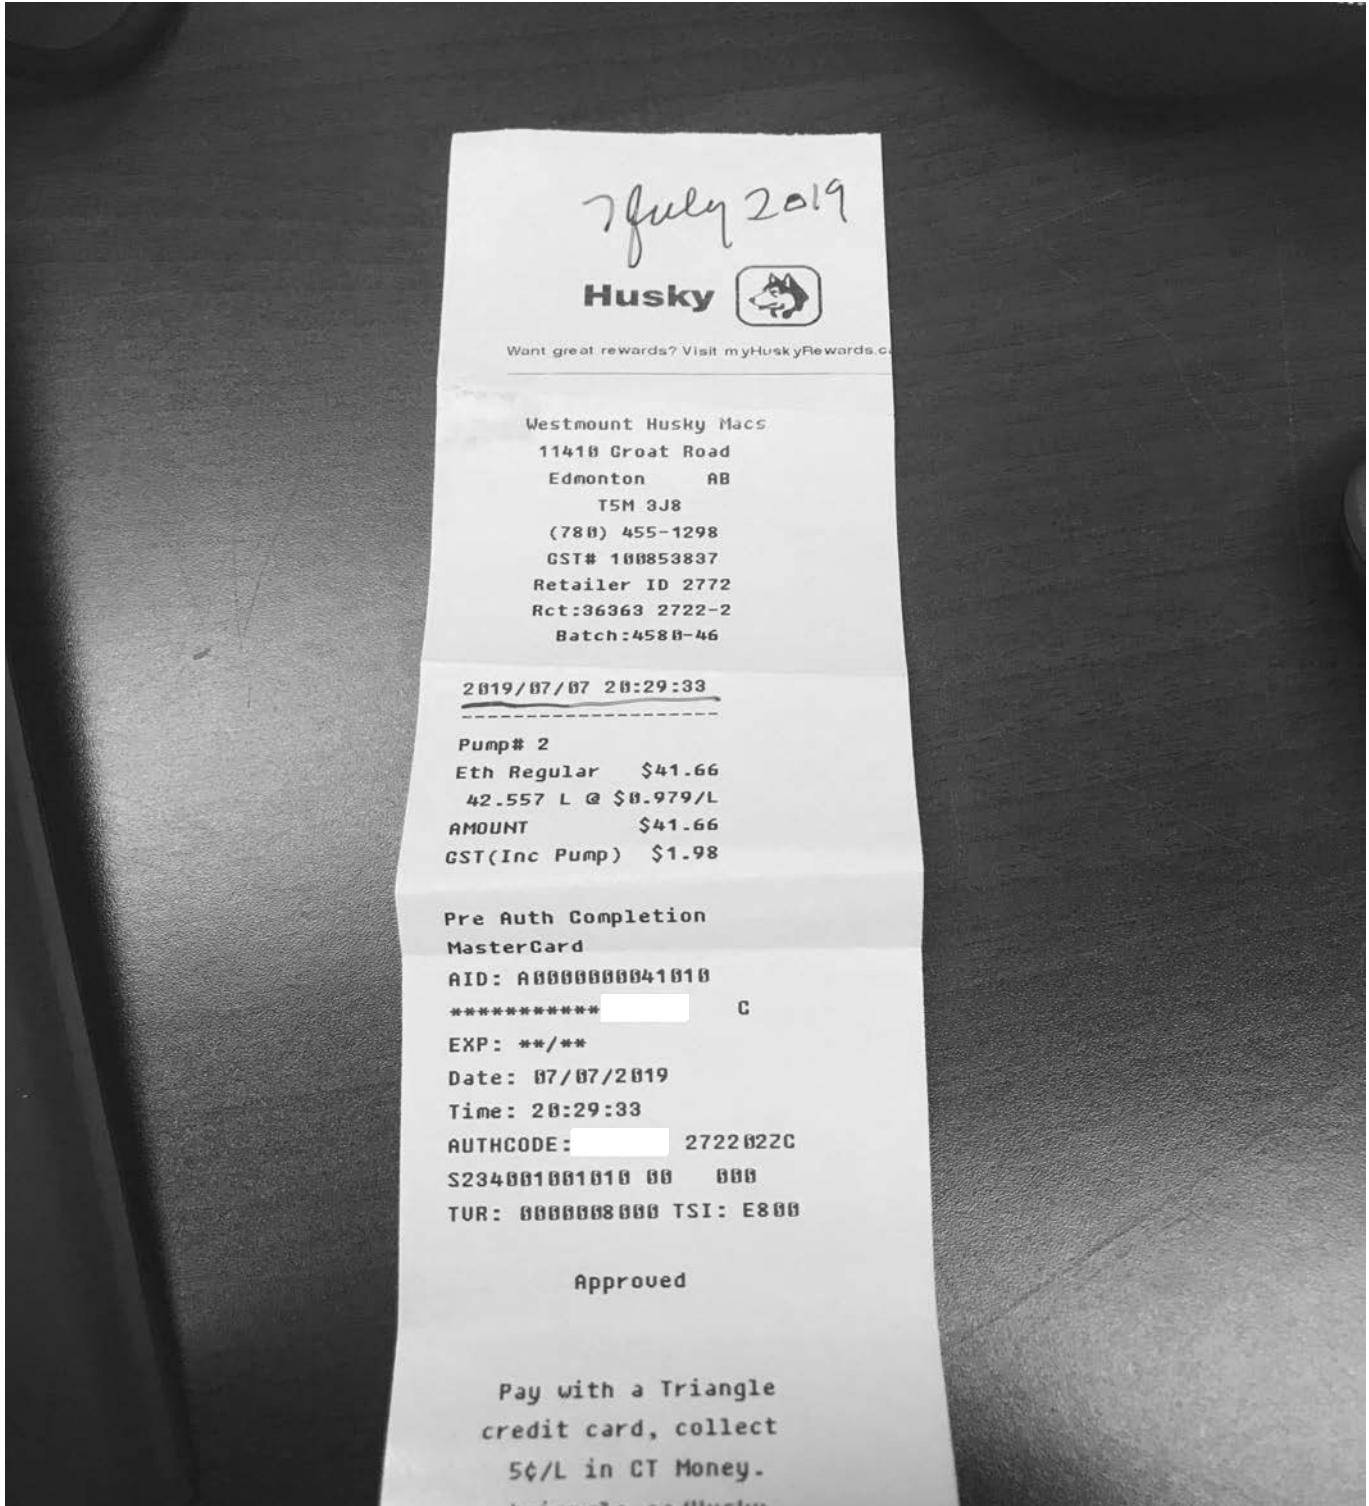 7 July 2019
Husky
Want great rewards? Visit myHuskyRewards.c
Westmount Husky Macs
11410 Groat Road
Edmonton AB
T5M 3J8
(780) 455-1298
GST# 100853837
Retailer ID 2772
Rct:36363 2722-2
Batch:4580-46
2019/07/07 20:29:33
--------------------
Pump# 2
Eth Regular $41.66
42.557 L @ $0.979/L
AMOUNT $41.66
GST(Inc Pump) $1.98
Pre Auth Completion
MasterCard
AID: A0000000041010
*********** C
EXP: **/**
Date: 07/07/2019
Time: 20:29:33
AUTHCODE: 272202ZC
S234001001010 00 000
TVR: 0000008000 TSI: E800
Approved
Pay with a Triangle
credit card, collect
5¢/L in CT Money.